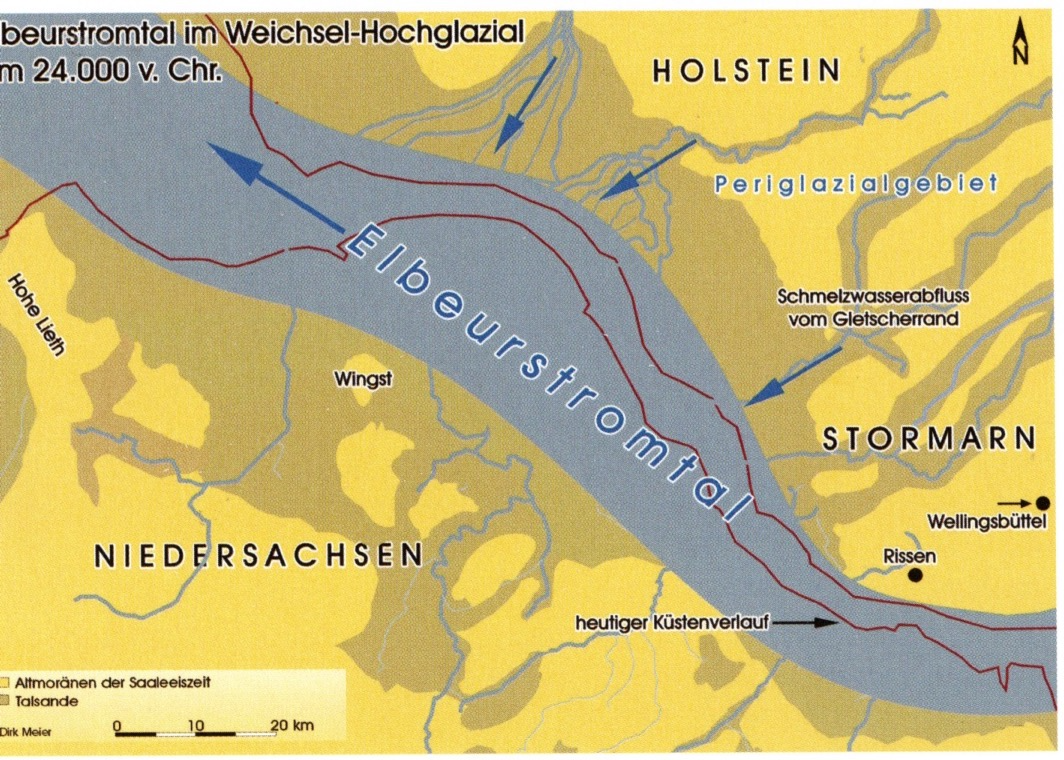 lbeurstromtal im Weichsel-Hochglazial
m 24.000 v. Chr.
N
HOLSTEIN
Periglazialgebiet
Hohe Lieth
Elbeurstromtal
Schmelzwasserabfluss
vom Gletscherrand
Wingst
STORMARN
Wellingsbüttel
NIEDERSACHSEN
Rissen
heutiger Küstenverlauf
Altmoränen der Saaleeiszeit
Talsande
Dirk Meier
0 10 20 km